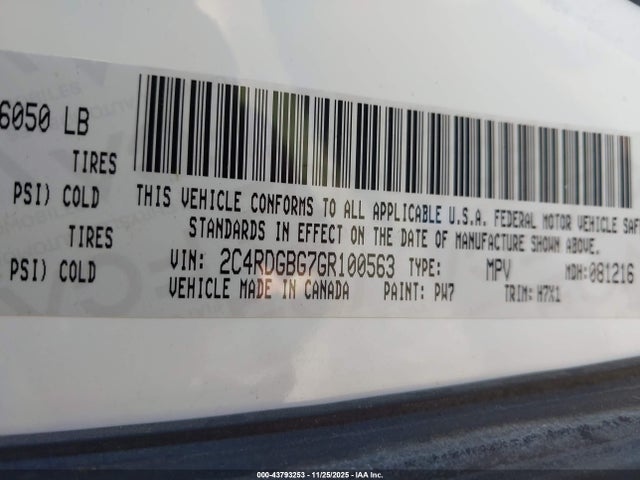 6050 LB
TIRES
PSI) COLD
TIRES
PSI) COLD
THIS VEHICLE CONFORMS TO ALL APPLICABLE U.S.A. FEDERAL MOTOR VEHICLE SAF
STANDARDS IN EFFECT ON THE DATE OF MANUFACTURE SHOWN ABOVE.
VIN: 2C4RDGBG7GR100563 TYPE: MPV MDH:081216
VEHICLE MADE IN CANADA PAINT: PW7 TRIM: H7X1
000-43793253 - 11/25/2025 - IAA Inc.